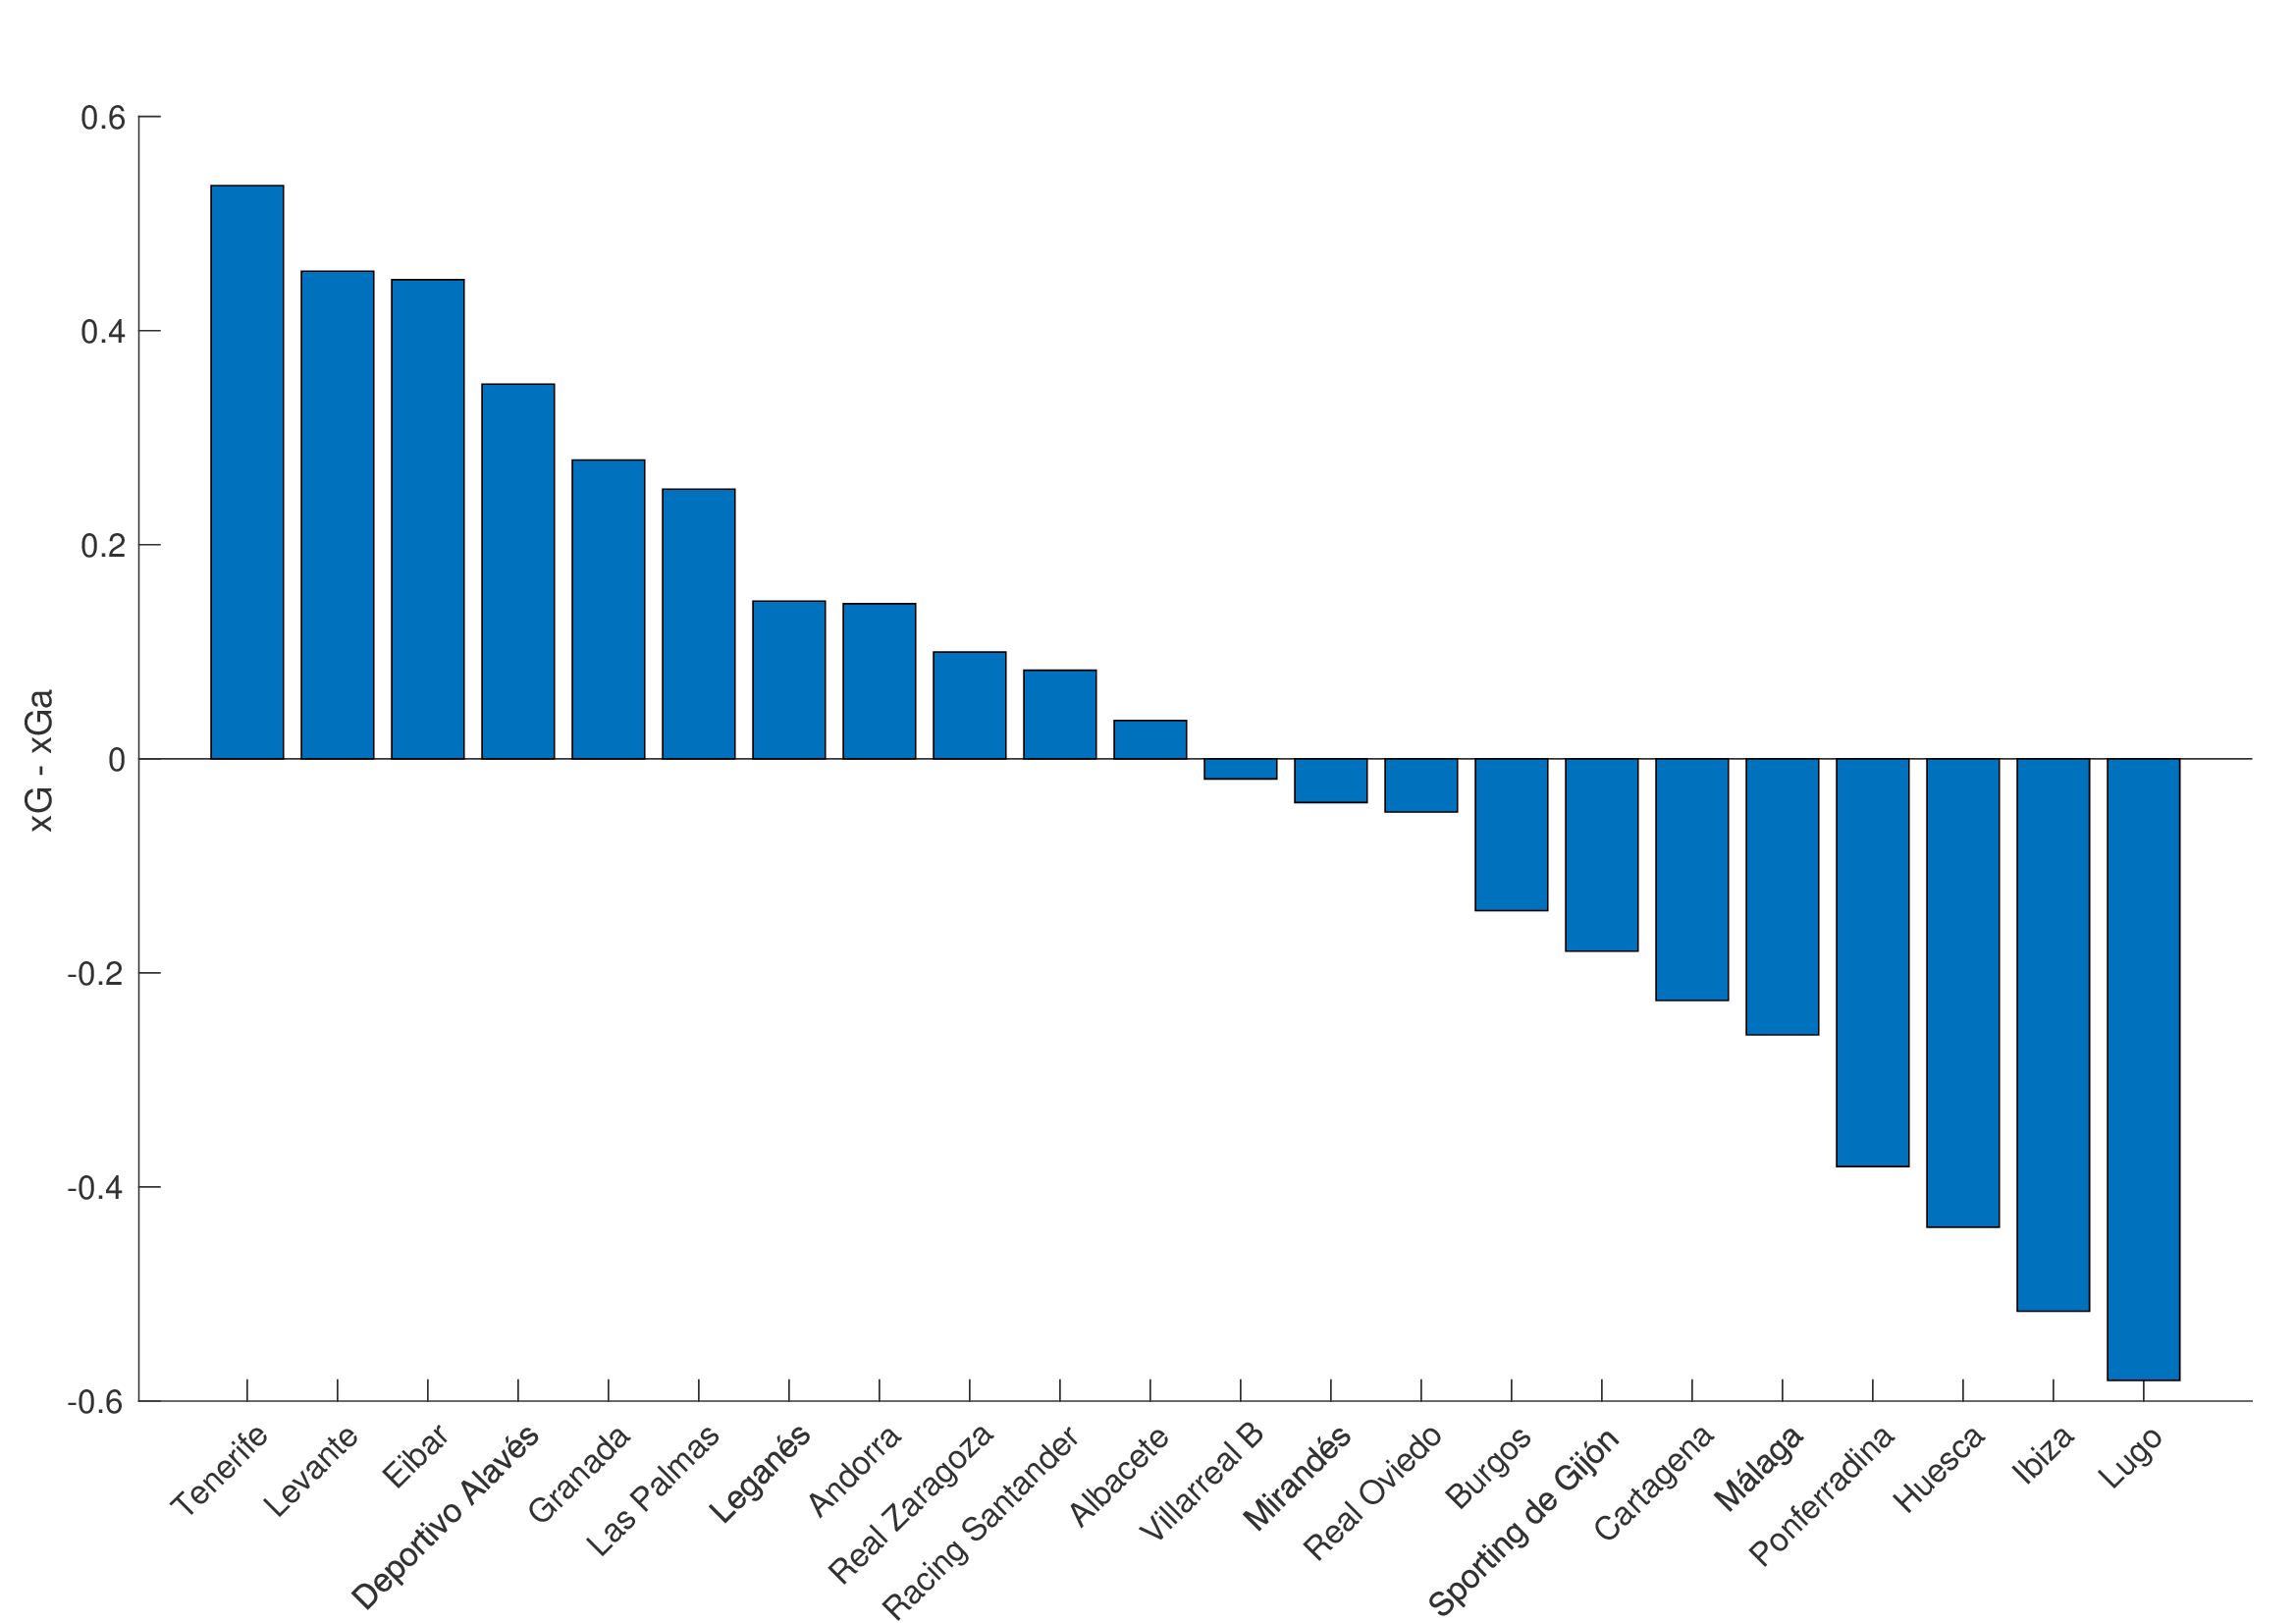 0.6
0.4
0.2
0
-0.2
-0.4
-0.6
xG - xGa
Tenerife
Levante
Eibar
Deportivo Alavés
Granada
Las Palmas
Leganés
Andorra
Real Zaragoza
Racing Santander
Albacete
Villarreal B
Mirandés
Real Oviedo
Burgos
Sporting de Gijón
Cartagena
Málaga
Ponferradina
Huesca
Ibiza
Lugo